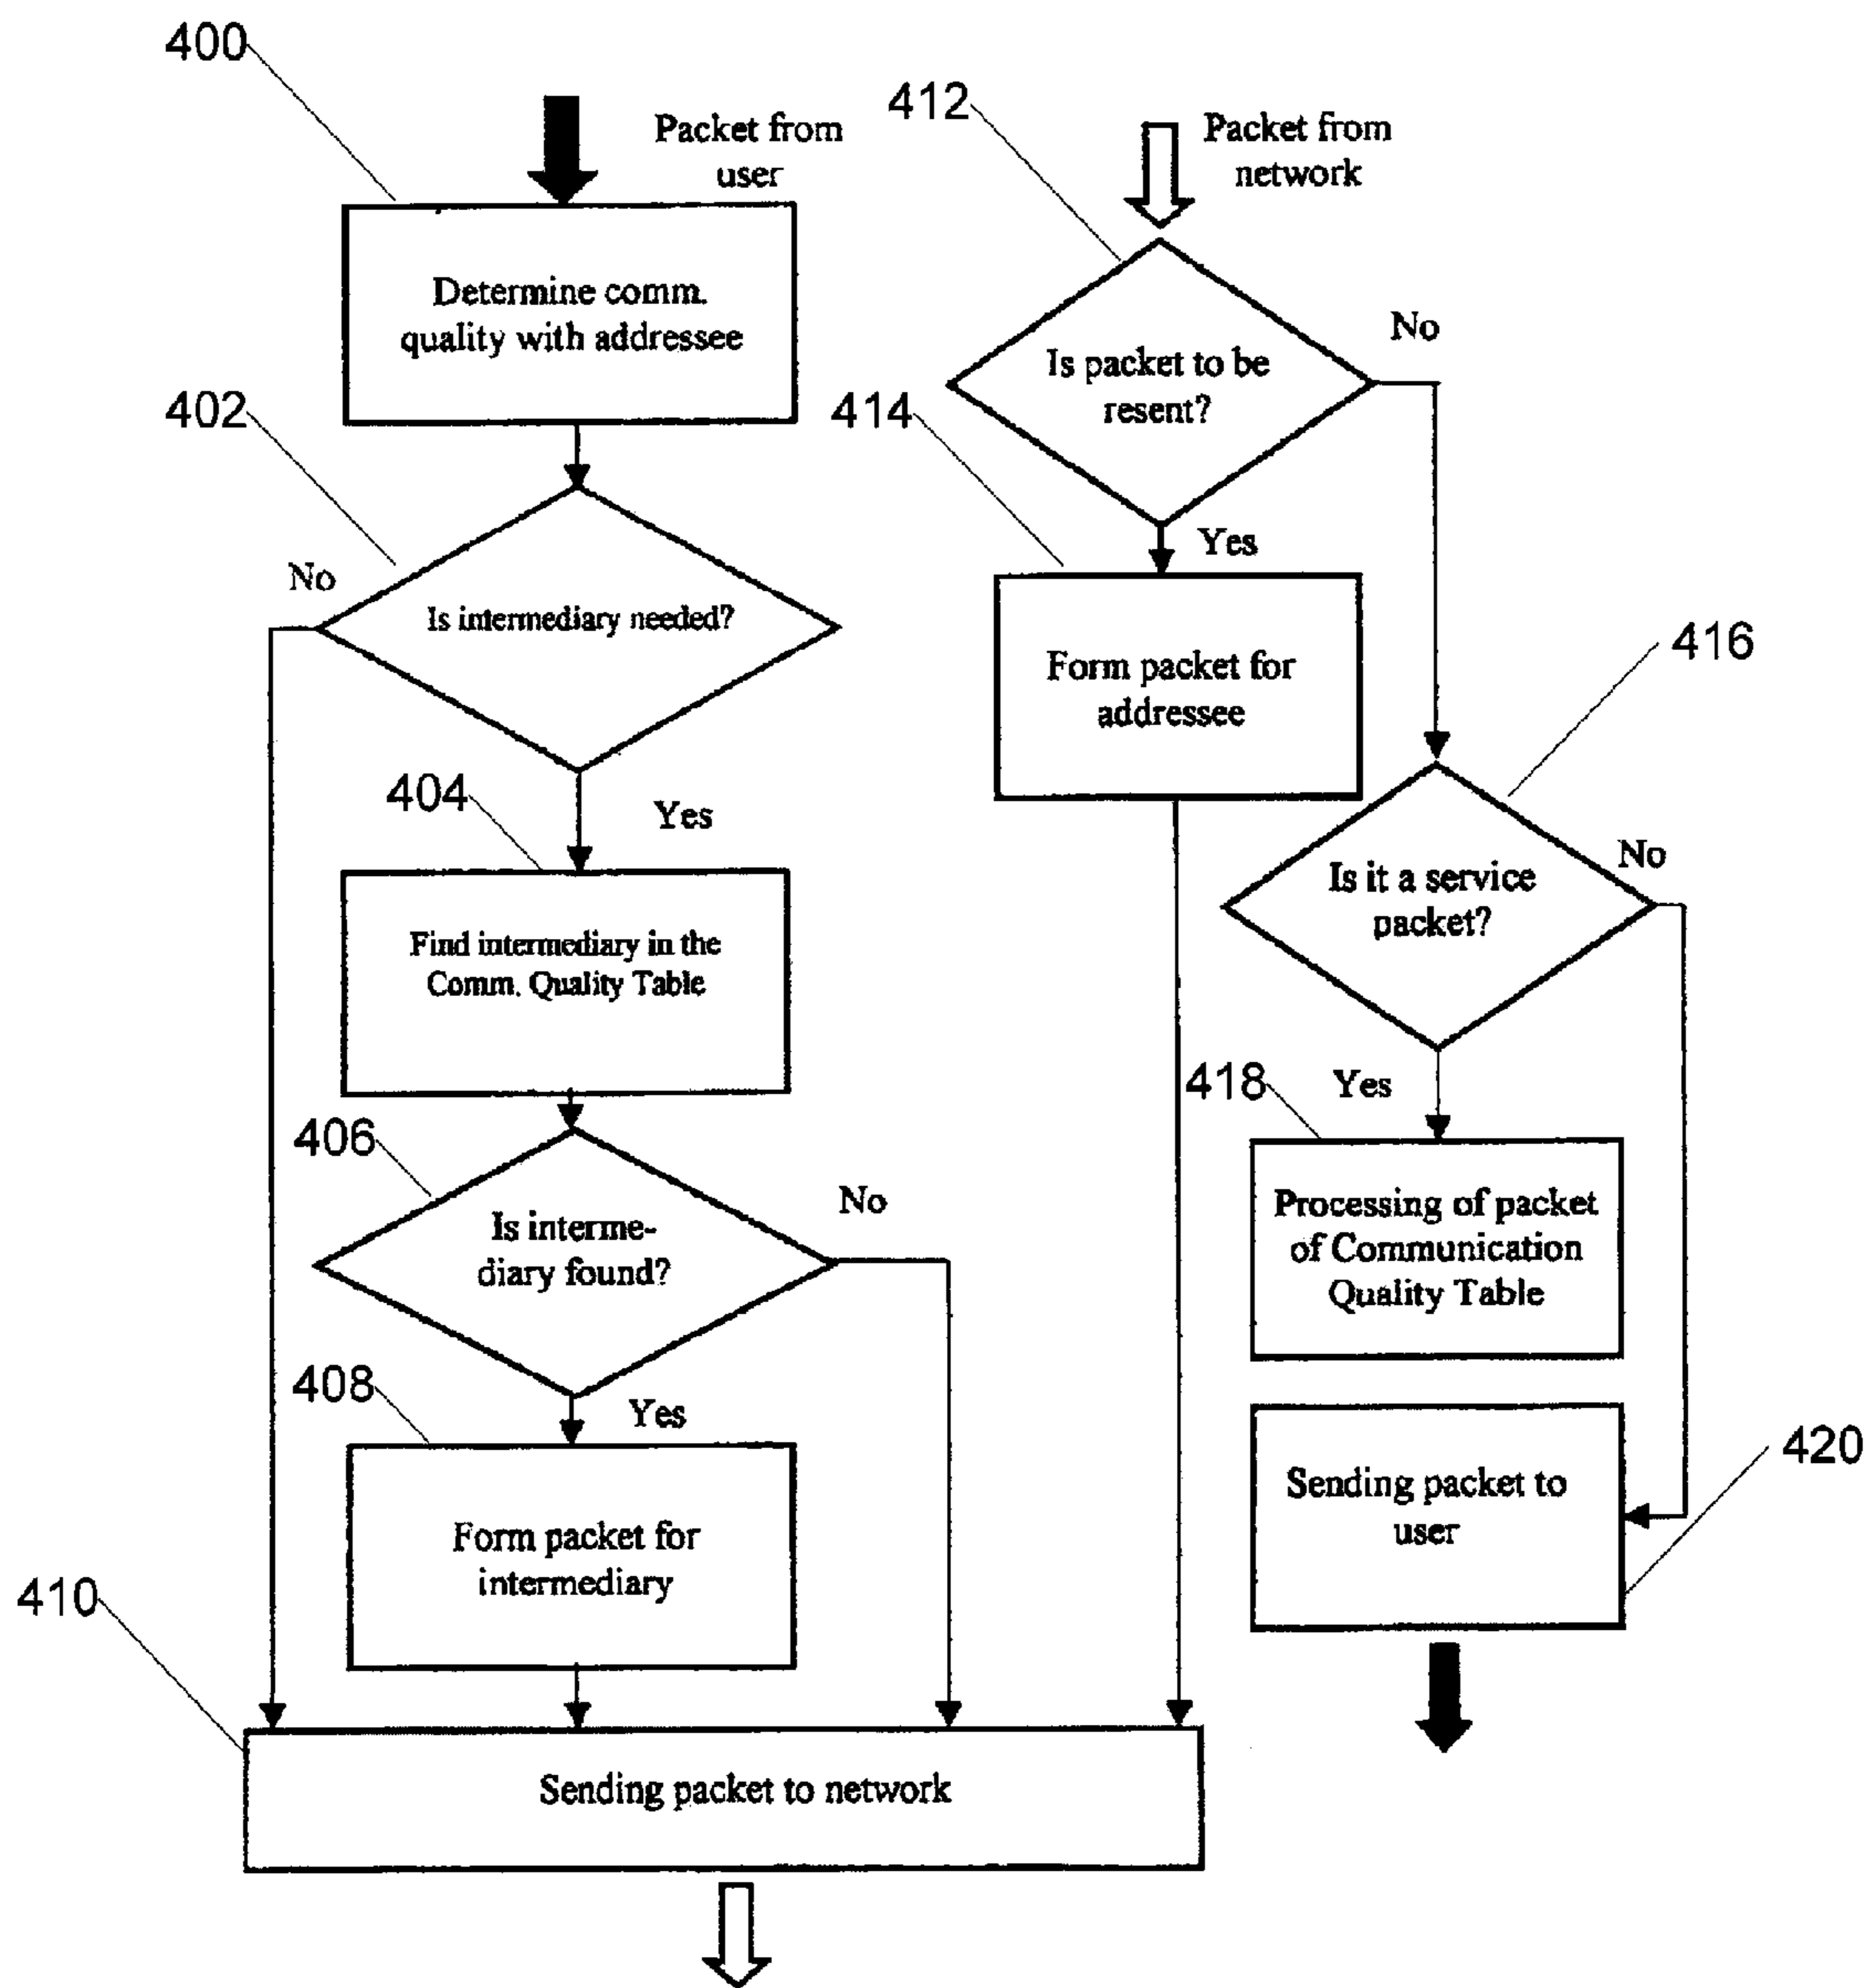 400
Packet from
user
Determine comm.
quality with addressee
402
No
Is intermediary needed?
404
Yes
Find intermediary in the
Comm. Quality Table
406
Is interme-
diary found?
No
408
Yes
Form packet for
intermediary
410
Sending packet to network
412
Packet from
network
Is packet to be
resent?
No
414
Yes
Form packet for
addressee
416
Is it a service
packet?
No
418
Yes
Processing of packet
of Communication
Quality Table
Sending packet to
user
420